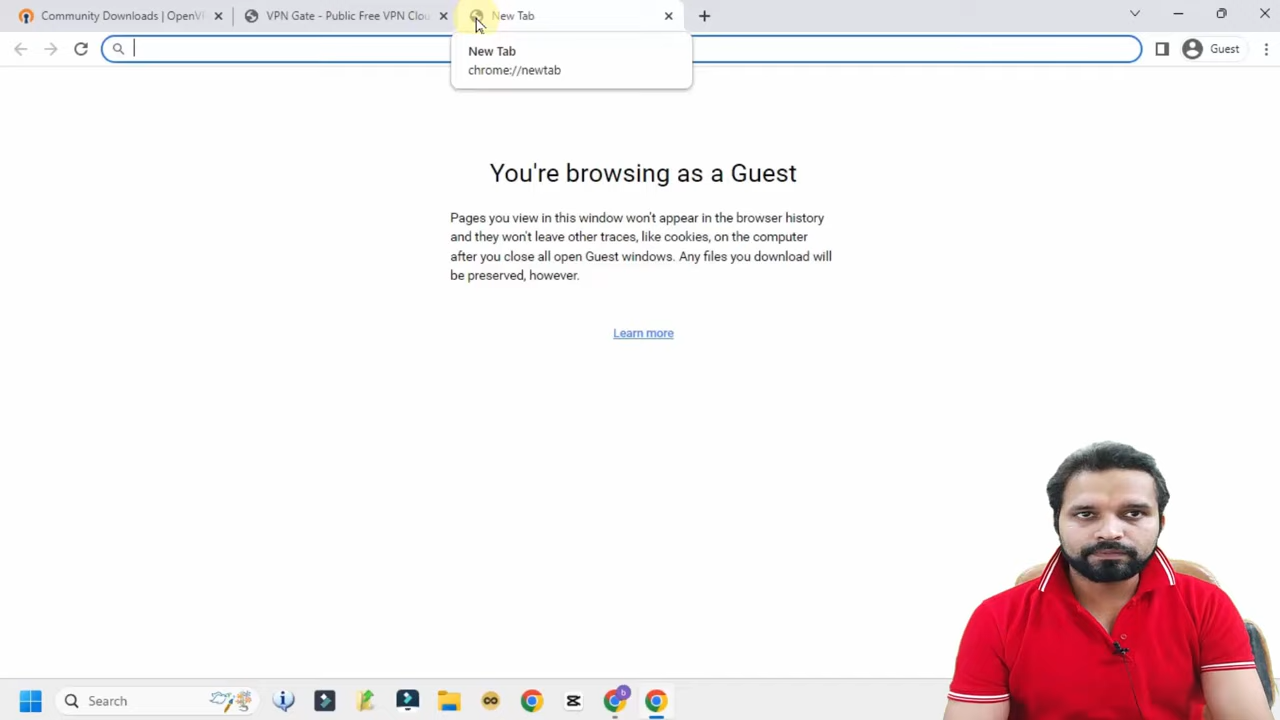 Community Downloads | OpenVP
VPN Gate - Public Free VPN Clou
New Tab
New Tab
chrome://newtab
Guest
You're browsing as a Guest
Pages you view in this window won't appear in the browser history
and they won't leave other traces, like cookies, on the computer
after you close all open Guest windows. Any files you download will
be preserved, however.
Learn more
Search
b